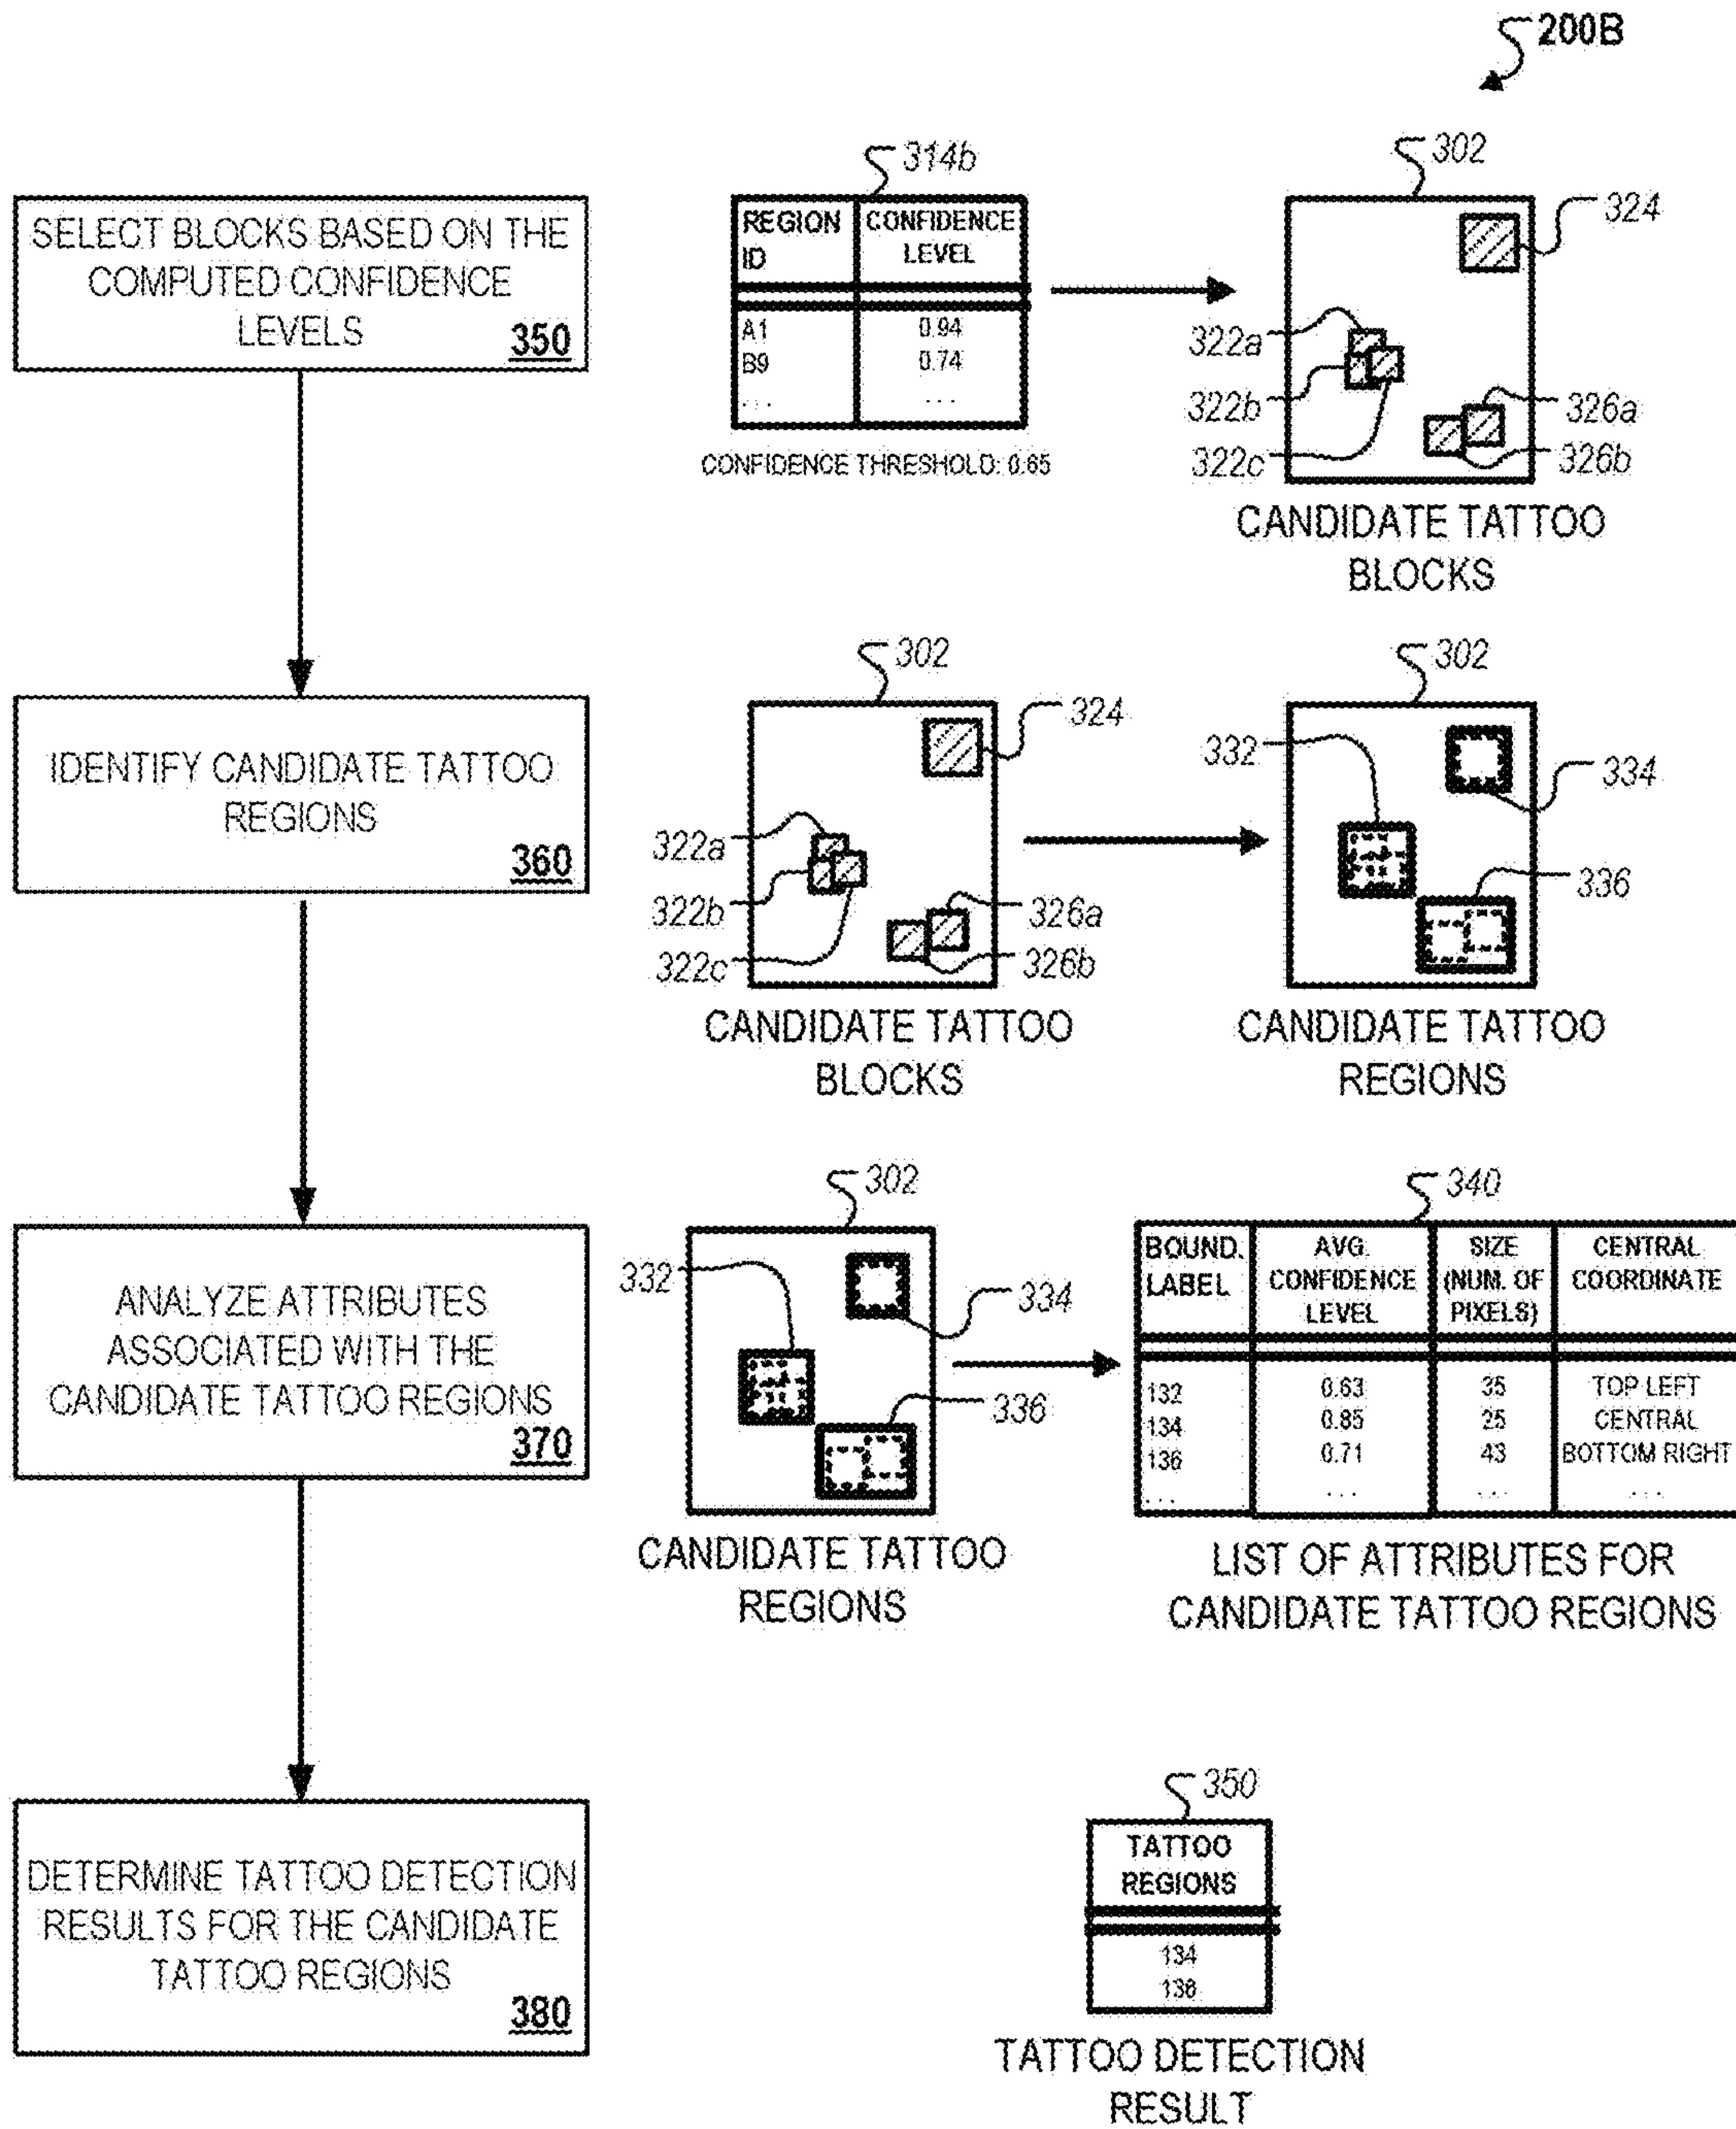 200B
SELECT BLOCKS BASED ON THE
COMPUTED CONFIDENCE
LEVELS
350
314b
REGION ID
CONFIDENCE LEVEL
A1 0.94
B9 0.74
... ...
CONFIDENCE THRESHOLD: 0.65
302
324
322a
322b
322c
326a
326b
CANDIDATE TATTOO
BLOCKS
IDENTIFY CANDIDATE TATTOO
REGIONS
360
302
324
322a
322b
322c
326a
326b
CANDIDATE TATTOO
BLOCKS
302
332
334
336
CANDIDATE TATTOO
REGIONS
ANALYZE ATTRIBUTES
ASSOCIATED WITH THE
CANDIDATE TATTOO REGIONS
370
302
332
334
336
CANDIDATE TATTOO
REGIONS
340
BOUND. LABEL
AVG. CONFIDENCE LEVEL
SIZE (NUM. OF PIXELS)
CENTRAL COORDINATE
132 0.63 35 TOP LEFT
134 0.85 25 CENTRAL
136 0.71 43 BOTTOM RIGHT
... ... ... ...
LIST OF ATTRIBUTES FOR
CANDIDATE TATTOO REGIONS
DETERMINE TATTOO DETECTION
RESULTS FOR THE CANDIDATE
TATTOO REGIONS
380
350
TATTOO
REGIONS
134
136
TATTOO DETECTION
RESULT